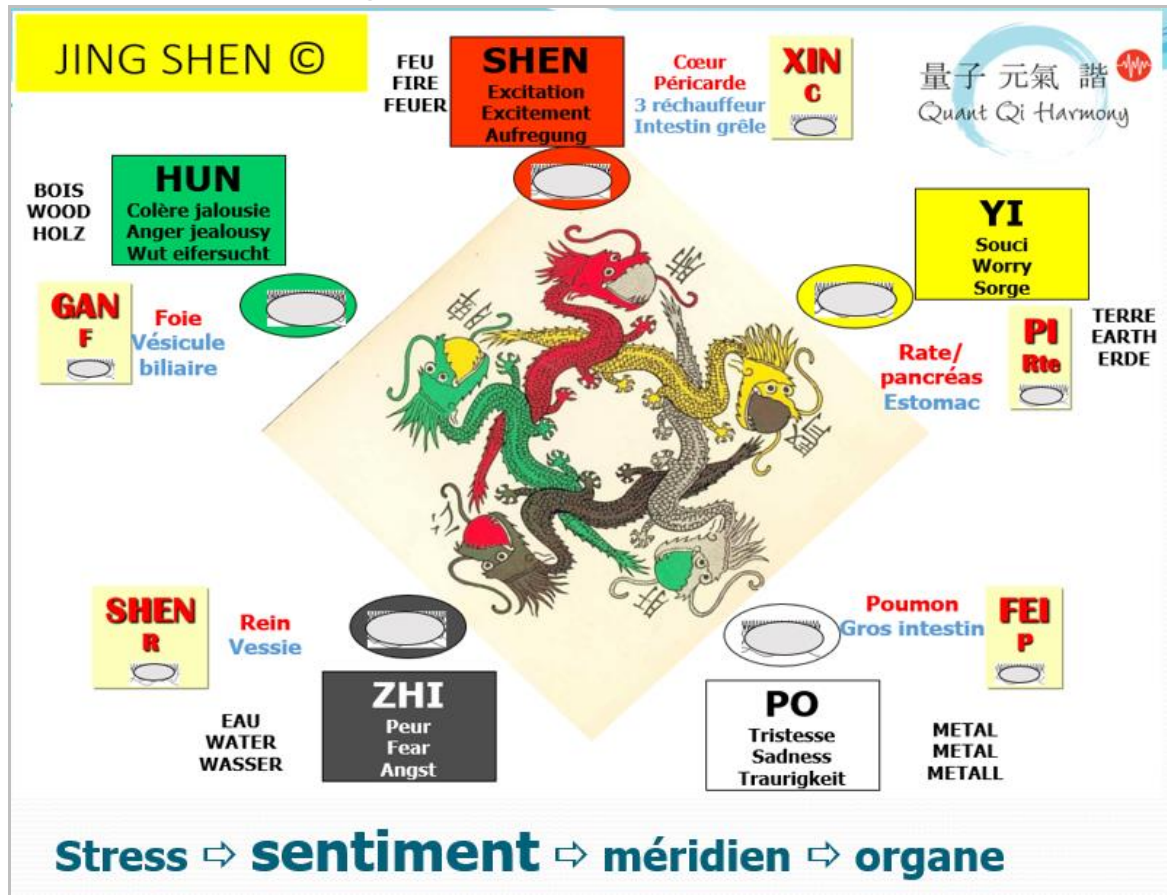 JING SHEN ©
FEU
FIRE
FEUER
SHEN
Excitation
Excitement
Aufregung
Cœur
Péricarde
3 réchauffeur
Intestin grêle
XIN
C
量子 元氣 諧
Quant Qi Harmony
BOIS
WOOD
HOLZ
HUN
Colère jalousie
Anger jealousy
Wut eifersucht
YI
Souci
Worry
Sorge
GAN
F
Foie
Vésicule
biliaire
Rate/
pancréas
Estomac
PI
Rte
TERRE
EARTH
ERDE
SHEN
R
Rein
Vessie
Poumon
Gros intestin
FEI
P
EAU
WATER
WASSER
ZHI
Peur
Fear
Angst
PO
Tristesse
Sadness
Traurigkeit
METAL
METAL
METALL
Stress ⇨ sentiment ⇨ méridien ⇨ organe